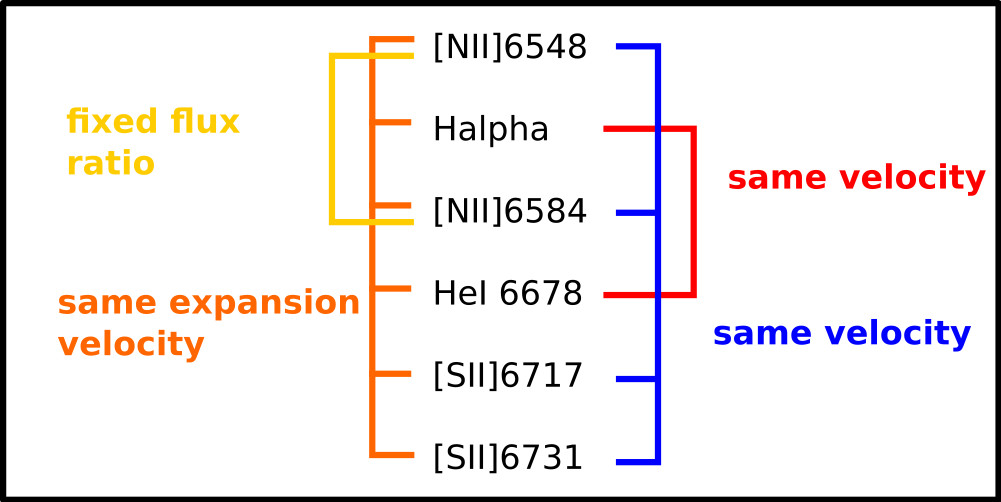 [NII]6548
fixed flux
ratio
Halpha
same velocity
[NII]6584
same expansion
velocity
HeI 6678
same velocity
[SII]6717
[SII]6731